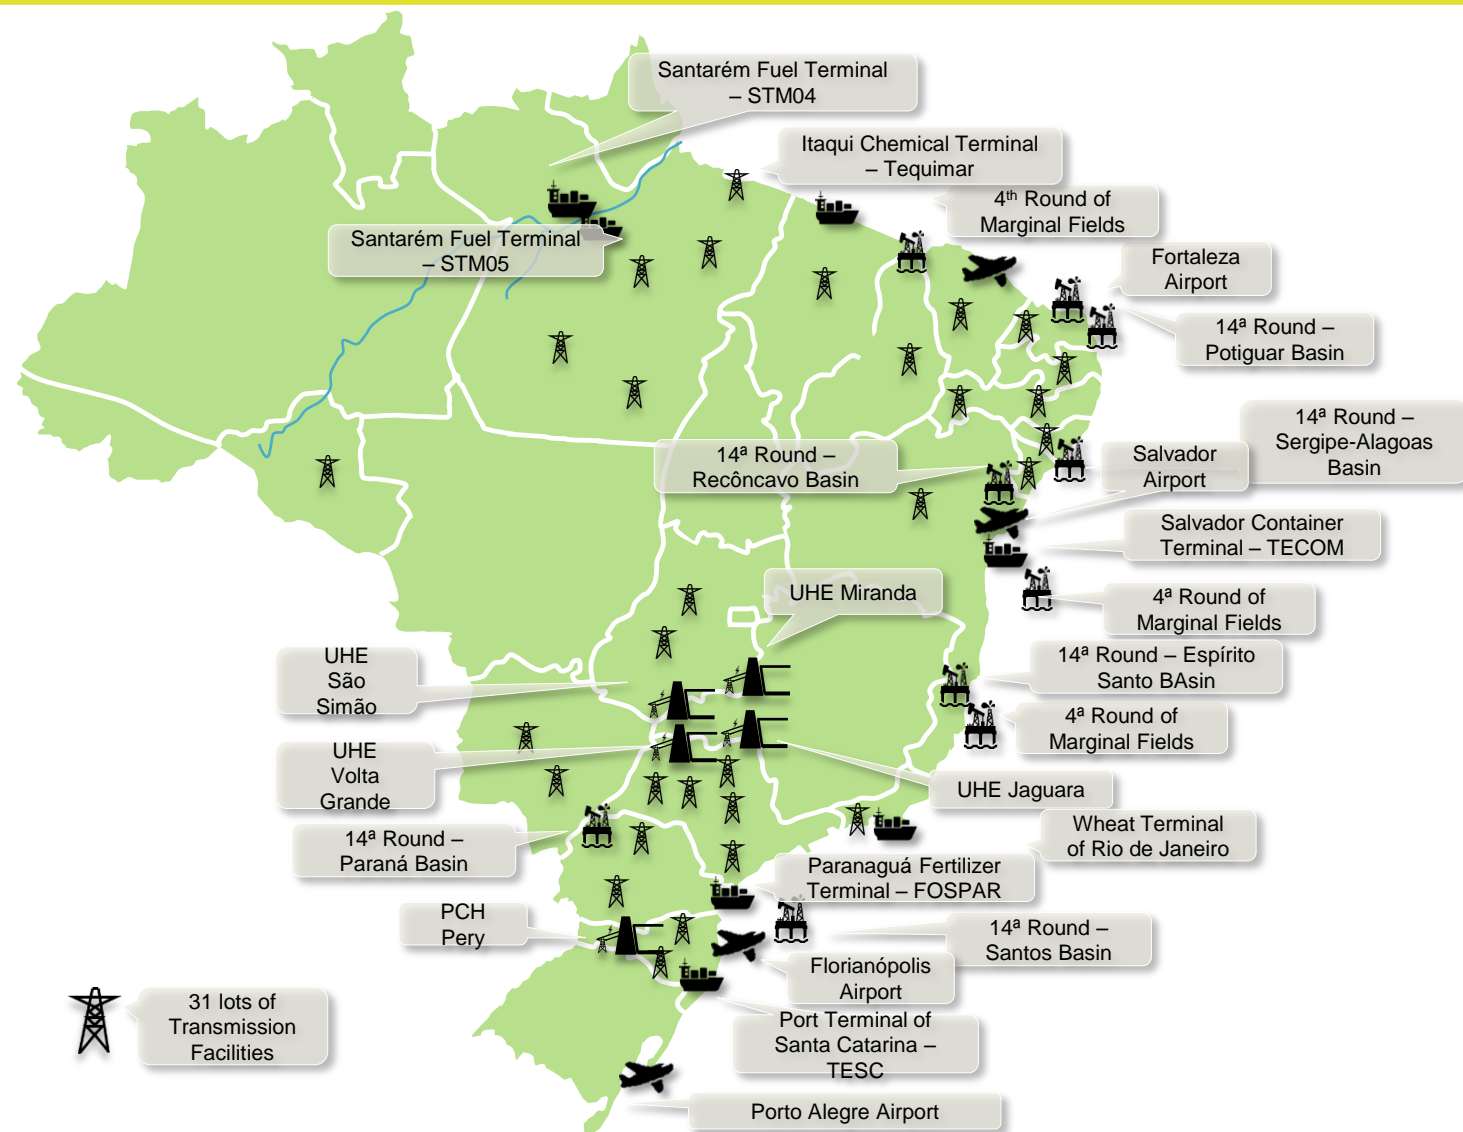 Santarém Fuel Terminal
– STM04
Itaqui Chemical Terminal
– Tequimar
4th Round of
Marginal Fields
Santarém Fuel Terminal
– STM05
Fortaleza
Airport
14ª Round –
Potiguar Basin
14ª Round –
Sergipe-Alagoas
Basin
14ª Round –
Recôncavo Basin
Salvador
Airport
Salvador Container
Terminal – TECOM
UHE Miranda
4ª Round of
Marginal Fields
UHE
São
Simão
14ª Round – Espírito
Santo BAsin
4ª Round of
Marginal Fields
UHE
Volta
Grande
UHE Jaguara
14ª Round –
Paraná Basin
Wheat Terminal
of Rio de Janeiro
Paranaguá Fertilizer
Terminal – FOSPAR
PCH
Pery
14ª Round –
Santos Basin
Florianópolis
Airport
31 lots of
Transmission
Facilities
Port Terminal of
Santa Catarina –
TESC
Porto Alegre Airport